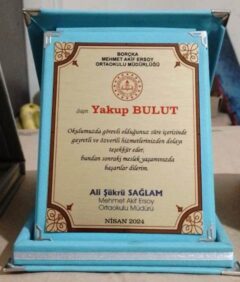 BORÇKA
MEHMET AKİF ERSOY
ORTAOKULU MÜDÜRLÜĞÜ
Sayın Yakup BULUT
Okulumuzda görevli olduğunuz süre içerisinde
gayretli ve özverili hizmetlerinizden dolayı
teşekkür eder,
bundan sonraki meslek yaşamınızda
başarılar dilerim.
Ali Şükrü SAĞLAM
Mehmet Akif Ersoy
Ortaokulu Müdürü
NİSAN 2024